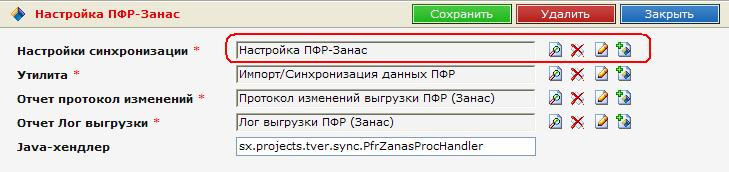 Настройка ПФР-Занас Сохранить Удалить Закрыть
Настройки синхронизации * Настройка ПФР-Занас
Утилита * Импорт/Синхронизация данных ПФР
Отчет протокол изменений * Протокол изменений выгрузки ПФР (Занас)
Отчет Лог выгрузки * Лог выгрузки ПФР (Занас)
Java-хендлер sx.projects.tver.sync.PfrZanasProcHandler